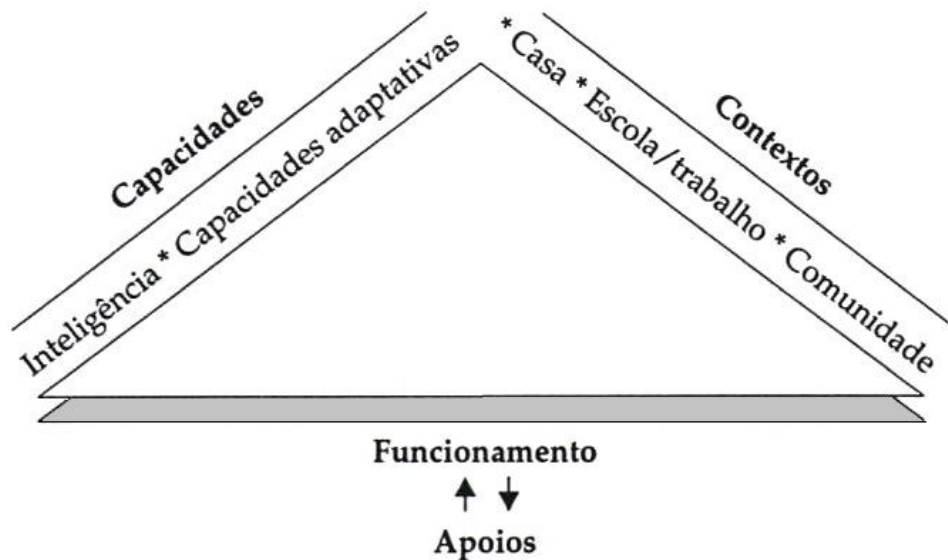 Capacidades
Inteligência * Capacidades adaptativas
Contextos
* Casa * Escola/trabalho * Comunidade
Funcionamento
Apoios